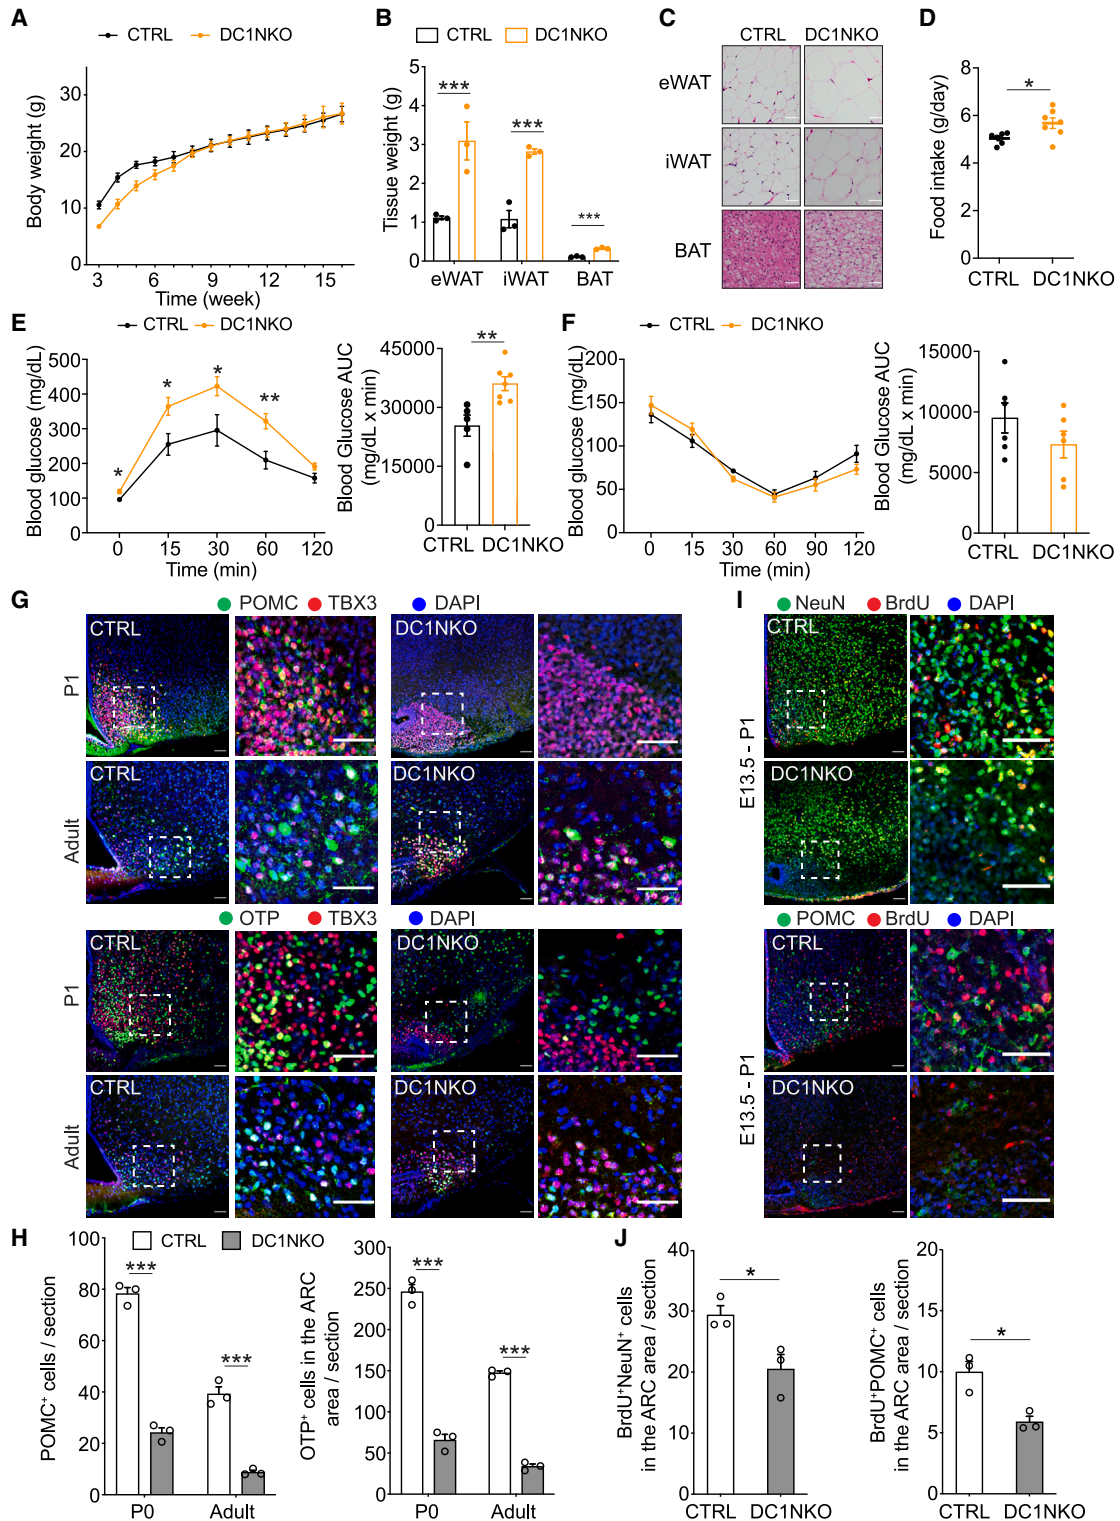 A
CTRL DC1NKO
Body weight (g)
30
20
10
0
3 6 9 12 15
Time (week)
B
CTRL DC1NKO
Tissue weight (g)
5
4
3
2
1
0
*** *** ***
eWAT iWAT BAT
C
CTRL DC1NKO
eWAT
iWAT
BAT
D
Food intake (g/day)
8
6
4
2
0
*
CTRL DC1NKO
E
CTRL DC1NKO
Blood glucose (mg/dL)
500
400
300
200
100
0
* * * **
0 15 30 60 120
Time (min)
Blood Glucose AUC
(mg/dL x min)
45000
30000
15000
0
**
CTRL DC1NKO
F
CTRL DC1NKO
Blood glucose (mg/dL)
200
150
100
50
0
0 15 30 60 90 120
Time (min)
Blood Glucose AUC
(mg/dL x min)
15000
10000
5000
0
CTRL DC1NKO
G
POMC TBX3 DAPI
P1
CTRL DC1NKO
Adult
CTRL DC1NKO
OTP TBX3 DAPI
P1
CTRL DC1NKO
Adult
CTRL DC1NKO
I
NeuN BrdU DAPI
E13.5 - P1
CTRL
DC1NKO
POMC BrdU DAPI
E13.5 - P1
CTRL
DC1NKO
H
CTRL DC1NKO
POMC+ cells / section
100
80
60
40
20
0
*** ***
P0 Adult
OTP+ cells in the ARC
area / section
300
250
200
150
100
50
0
*** ***
P0 Adult
J
BrdU+NeuN+ cells
in the ARC area / section
40
30
20
10
0
*
CTRL DC1NKO
BrdU+POMC+ cells
in the ARC area / section
20
15
10
5
0
*
CTRL DC1NKO